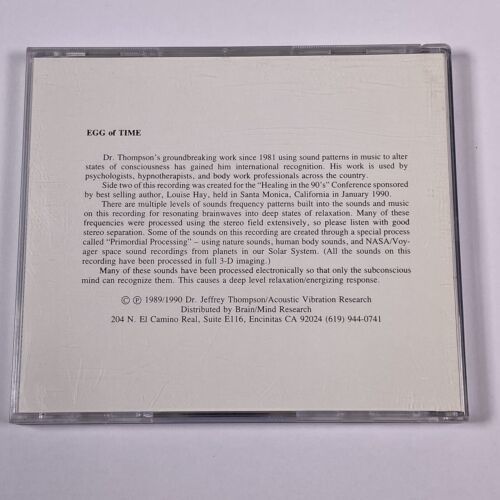 EGG of TIME
Dr. Thompson's groundbreaking work since 1981 using sound patterns in music to alter
states of consciousness has gained him international recognition. His work is used by
psychologists, hypnotherapists, and body work professionals across the country.
Side two of this recording was created for the "Healing in the 90's" Conference sponsored
by best selling author, Louise Hay, held in Santa Monica, California in January 1990.
There are multiple levels of sounds frequency patterns built into the sounds and music
on this recording for resonating brainwaves into deep states of relaxation. Many of these
frequencies were processed using the stereo field extensively, so please listen with good
stereo separation. Some of the sounds on this recording are created through a special process
called "Primordial Processing" – using nature sounds, human body sounds, and NASA/Voy-
ager space sound recordings from planets in our Solar System. (All the sounds on this
recording have been processed in full 3-D imaging.)
Many of these sounds have been processed electronically so that only the subconscious
mind can recognize them. This causes a deep level relaxation/energizing response.
© ℗ 1989/1990 Dr. Jeffrey Thompson/Acoustic Vibration Research
Distributed by Brain/Mind Research
204 N. El Camino Real, Suite E116, Encinitas CA 92024 (619) 944-0741